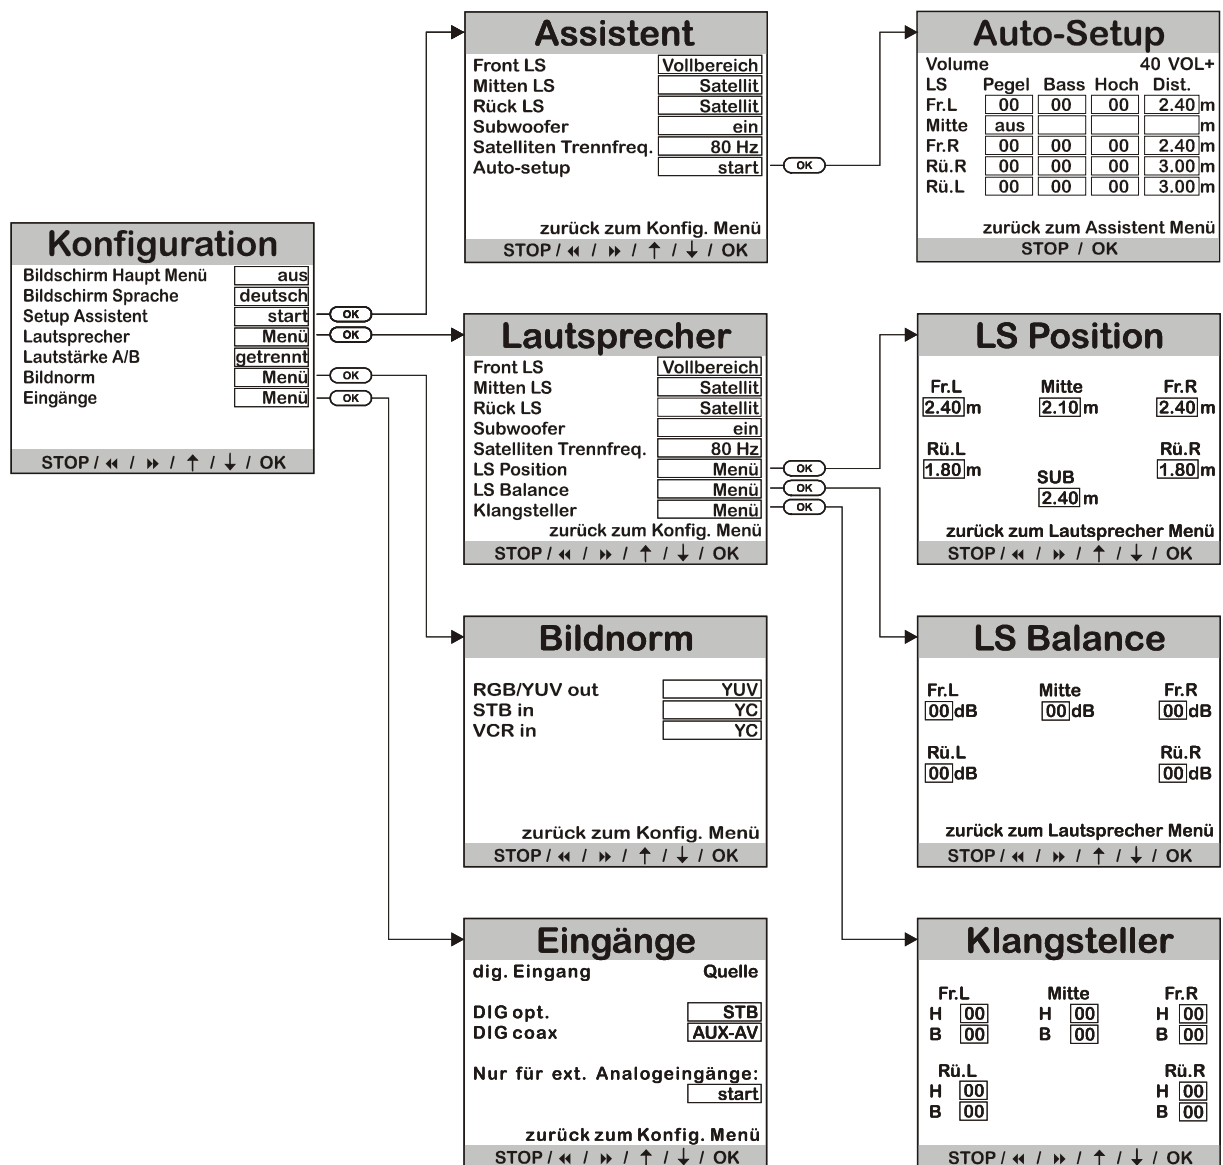 Konfiguration
Bildschirm Haupt Menü aus
Bildschirm Sprache deutsch
Setup Assistent start OK
Lautsprecher Menü OK
Lautstärke A/B getrennt
Bildnorm Menü OK
Eingänge Menü OK
STOP / ◀◀ / ▶▶ / ↑ / ↓ / OK
Assistent
Front LS Vollbereich
Mitten LS Satellit
Rück LS Satellit
Subwoofer ein
Satelliten Trennfreq. 80 Hz
Auto-setup start OK
zurück zum Konfig. Menü
STOP / ◀◀ / ▶▶ / ↑ / ↓ / OK
Auto-Setup
Volume 40 VOL+
LS Pegel Bass Hoch Dist.
Fr.L 00 00 00 2.40 m
Mitte aus m
Fr.R 00 00 00 2.40 m
Rü.R 00 00 00 3.00 m
Rü.L 00 00 00 3.00 m
zurück zum Assistent Menü
STOP / OK
Lautsprecher
Front LS Vollbereich
Mitten LS Satellit
Rück LS Satellit
Subwoofer ein
Satelliten Trennfreq. 80 Hz
LS Position Menü OK
LS Balance Menü OK
Klangsteller Menü OK
zurück zum Konfig. Menü
STOP / ◀◀ / ▶▶ / ↑ / ↓ / OK
LS Position
Fr.L Mitte Fr.R
2.40 m 2.10 m 2.40 m
Rü.L Rü.R
1.80 m 1.80 m
SUB
2.40 m
zurück zum Lautsprecher Menü
STOP / ◀◀ / ▶▶ / ↑ / ↓ / OK
Bildnorm
RGB/YUV out YUV
STB in YC
VCR in YC
zurück zum Konfig. Menü
STOP / ◀◀ / ▶▶ / ↑ / ↓ / OK
LS Balance
Fr.L Mitte Fr.R
00 dB 00 dB 00 dB
Rü.L Rü.R
00 dB 00 dB
zurück zum Lautsprecher Menü
STOP / ◀◀ / ▶▶ / ↑ / ↓ / OK
Eingänge
dig. Eingang Quelle
DIG opt. STB
DIG coax AUX-AV
Nur für ext. Analogeingänge:
start
zurück zum Konfig. Menü
STOP / ◀◀ / ▶▶ / ↑ / ↓ / OK
Klangsteller
Fr.L Mitte Fr.R
H 00 H 00 H 00
B 00 B 00 B 00
Rü.L Rü.R
H 00 H 00
B 00 B 00
STOP / ◀◀ / ▶▶ / ↑ / ↓ / OK